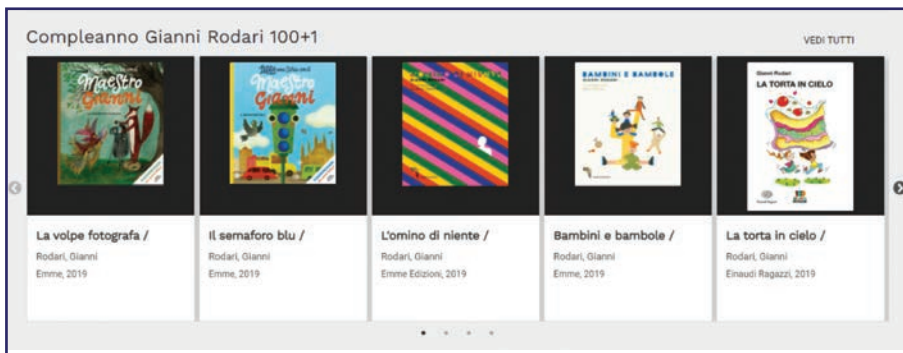 Compleanno Gianni Rodari 100+1
VEDI TUTTI
Maestro
Gianni
Maestro
Gianni
BAMBINI E BAMBOLE
GIANNI RODARI
Gianni Rodari
LA TORTA IN CIELO
La volpe fotografa /
Rodari, Gianni
Emme, 2019
Il semaforo blu /
Rodari, Gianni
Emme, 2019
L'omino di niente /
Rodari, Gianni
Emme Edizioni, 2019
Bambini e bambole /
Rodari, Gianni
Emme, 2019
La torta in cielo /
Rodari, Gianni
Einaudi Ragazzi, 2019